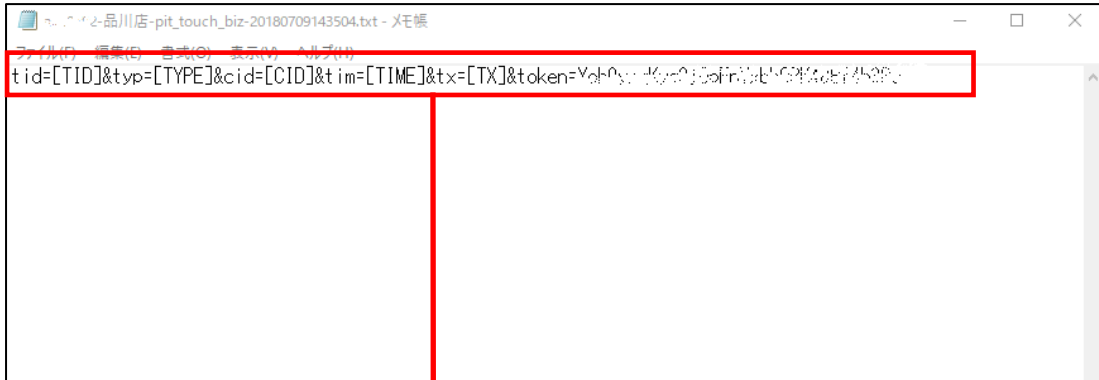 -品川店-pit_touch_biz-20180709143504.txt - メモ帳
ファイル(F) 編集(E) 書式(O) 表示(V) ヘルプ(H)
tid=[TID]&typ=[TYPE]&cid=[CID]&tim=[TIME]&tx=[TX]&token=